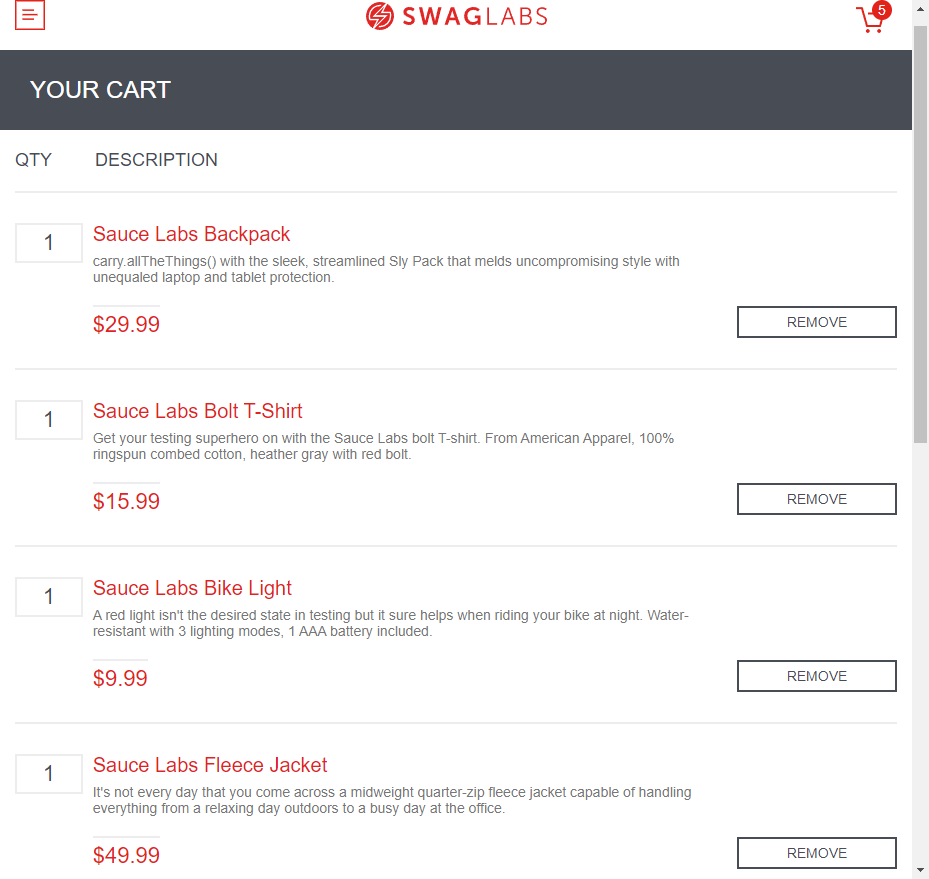 SWAGLABS
5
YOUR CART
QTY DESCRIPTION
1
Sauce Labs Backpack
carry.allTheThings() with the sleek, streamlined Sly Pack that melds uncompromising style with
unequaled laptop and tablet protection.
$29.99
REMOVE
1
Sauce Labs Bolt T-Shirt
Get your testing superhero on with the Sauce Labs bolt T-shirt. From American Apparel, 100%
ringspun combed cotton, heather gray with red bolt.
$15.99
REMOVE
1
Sauce Labs Bike Light
A red light isn't the desired state in testing but it sure helps when riding your bike at night. Water-
resistant with 3 lighting modes, 1 AAA battery included.
$9.99
REMOVE
1
Sauce Labs Fleece Jacket
It's not every day that you come across a midweight quarter-zip fleece jacket capable of handling
everything from a relaxing day outdoors to a busy day at the office.
$49.99
REMOVE